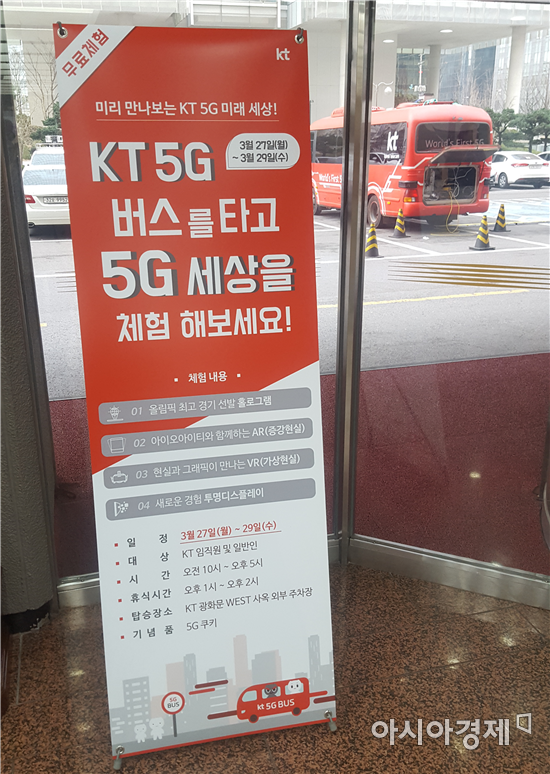 무료체험
kt
미리 만나보는 KT 5G 미래 세상!
KT 5G
3월 27일(월)
~ 3월 29일(수)
버스를 타고
5G 세상을
체험 해보세요!
체험 내용
01 올림픽 최고 경기 선발 홀로그램
02 아이오아이티와 함께하는 AR(증강현실)
03 현실과 그래픽이 만나는 VR(가상현실)
04 새로운 경험 투명디스플레이
일 정 3월 27일(월) ~ 29일(수)
대 상 KT 임직원 및 일반인
시 간 오전 10시 ~ 오후 5시
휴식시간 오후 1시 ~ 오후 2시
탑승장소 KT 광화문 WEST 사옥 외부 주차장
기 념 품 5G 쿠키
5G
BUS
kt 5G BUS
kt
World's First 5G
World's First 5
아시아경제